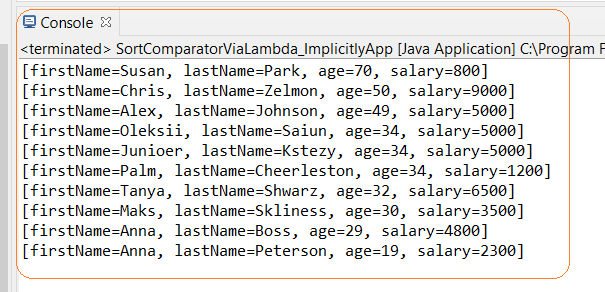 Console
<terminated> SortComparatorViaLambda_ImplicitlyApp [Java Application] C:\Program F
[firstName=Susan, lastName=Park, age=70, salary=800]
[firstName=Chris, lastName=Zelmon, age=50, salary=9000]
[firstName=Alex, lastName=Johnson, age=49, salary=5000]
[firstName=Oleksii, lastName=Saiun, age=34, salary=5000]
[firstName=Junioer, lastName=Kstezy, age=34, salary=5000]
[firstName=Palm, lastName=Cheerleston, age=34, salary=1200]
[firstName=Tanya, lastName=Shwarz, age=32, salary=6500]
[firstName=Maks, lastName=Skliness, age=30, salary=3500]
[firstName=Anna, lastName=Boss, age=29, salary=4800]
[firstName=Anna, lastName=Peterson, age=19, salary=2300]